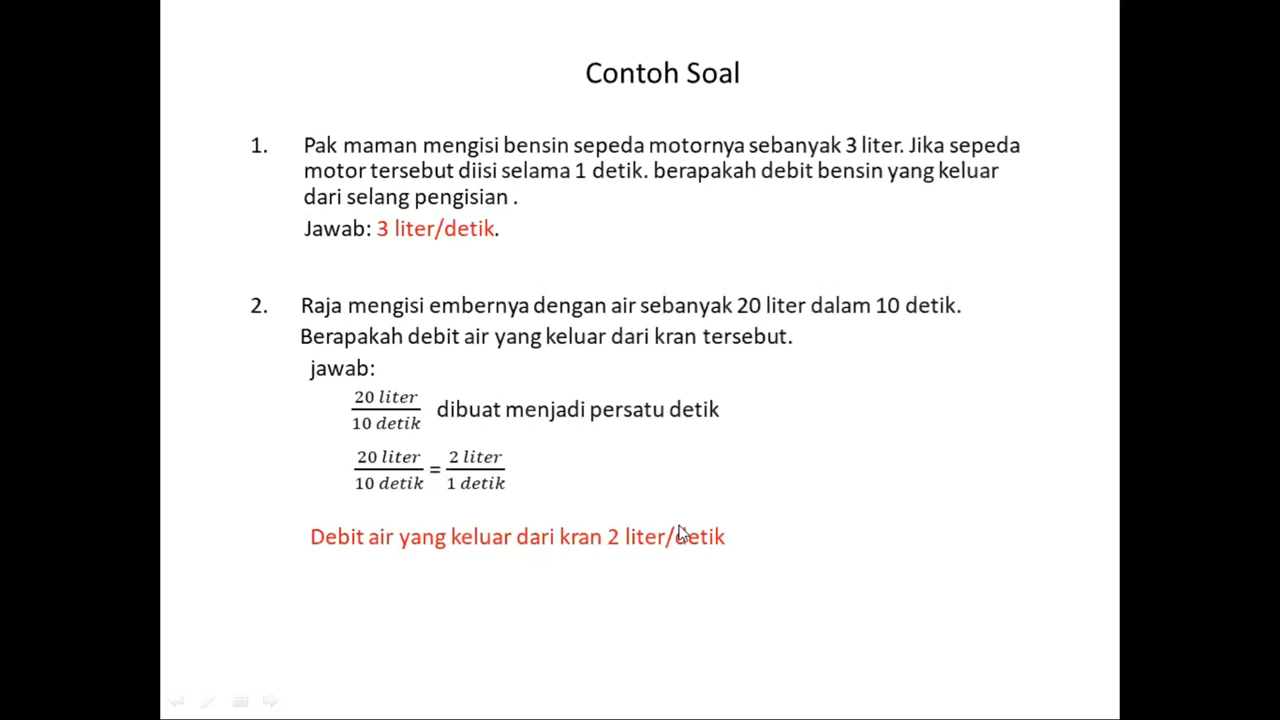 Contoh Soal
1. Pak maman mengisi bensin sepeda motornya sebanyak 3 liter. Jika sepeda
motor tersebut diisi selama 1 detik. berapakah debit bensin yang keluar
dari selang pengisian .
Jawab: 3 liter/detik.
2. Raja mengisi embernya dengan air sebanyak 20 liter dalam 10 detik.
Berapakah debit air yang keluar dari kran tersebut.
jawab:
20 liter
10 detik dibuat menjadi persatu detik
20 liter = 2 liter
10 detik 1 detik
Debit air yang keluar dari kran 2 liter/detik